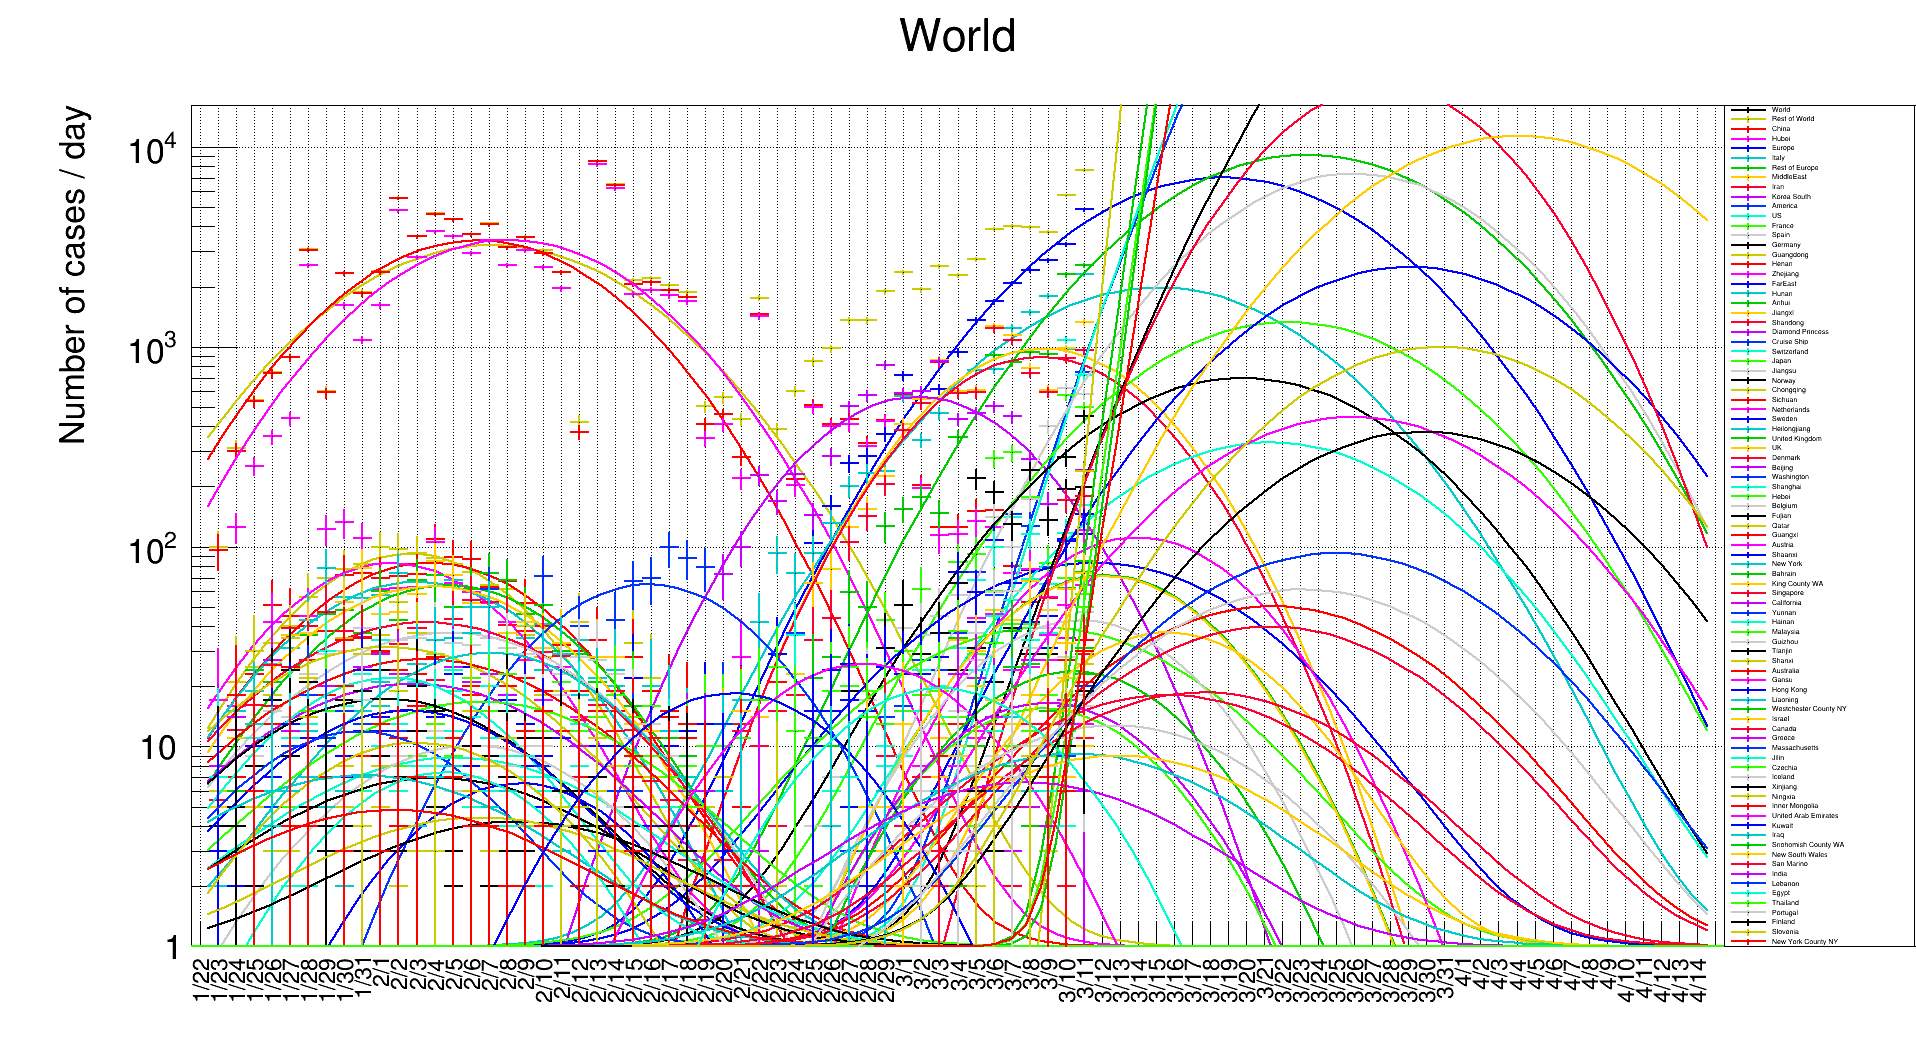 World
Number of cases / day
10⁴
10³
10²
10
1
1/22
1/23
1/24
1/25
1/26
1/27
1/28
1/29
1/30
1/31
2/1
2/2
2/3
2/4
2/5
2/6
2/7
2/8
2/9
2/10
2/11
2/12
2/13
2/14
2/15
2/16
2/17
2/18
2/19
2/20
2/21
2/22
2/23
2/24
2/25
2/26
2/27
2/28
2/29
3/1
3/2
3/3
3/4
3/5
3/6
3/7
3/8
3/9
3/10
3/11
3/12
3/13
3/14
3/15
3/16
3/17
3/18
3/19
3/20
3/21
3/22
3/23
3/24
3/25
3/26
3/27
3/28
3/29
3/30
3/31
4/1
4/2
4/3
4/4
4/5
4/6
4/7
4/8
4/9
4/10
4/11
4/12
4/13
4/14
World
Rest of World
China
Hubei
Europe
Italy
Rest of Europe
MiddleEast
Iran
Korea South
America
US
France
Spain
Germany
Guangdong
Henan
Zhejiang
FarEast
Hunan
Anhui
Jiangxi
Shandong
Diamond Princess
Cruise Ship
Switzerland
Japan
Jiangsu
Norway
Chongqing
Sichuan
Netherlands
Sweden
Heilongjiang
United Kingdom
UK
Denmark
Beijing
Washington
Shanghai
Hebei
Belgium
Fujian
Qatar
Guangxi
Austria
Shaanxi
New York
Bahrain
King County WA
Singapore
California
Yunnan
Hainan
Malaysia
Guizhou
Tianjin
Shanxi
Australia
Gansu
Hong Kong
Liaoning
Westchester County NY
Israel
Canada
Greece
Massachusetts
Jilin
Czechia
Iceland
Xinjiang
Ningxia
Inner Mongolia
United Arab Emirates
Kuwait
Iraq
Snohomish County WA
New South Wales
San Marino
India
Lebanon
Egypt
Thailand
Portugal
Finland
Slovenia
New York County NY